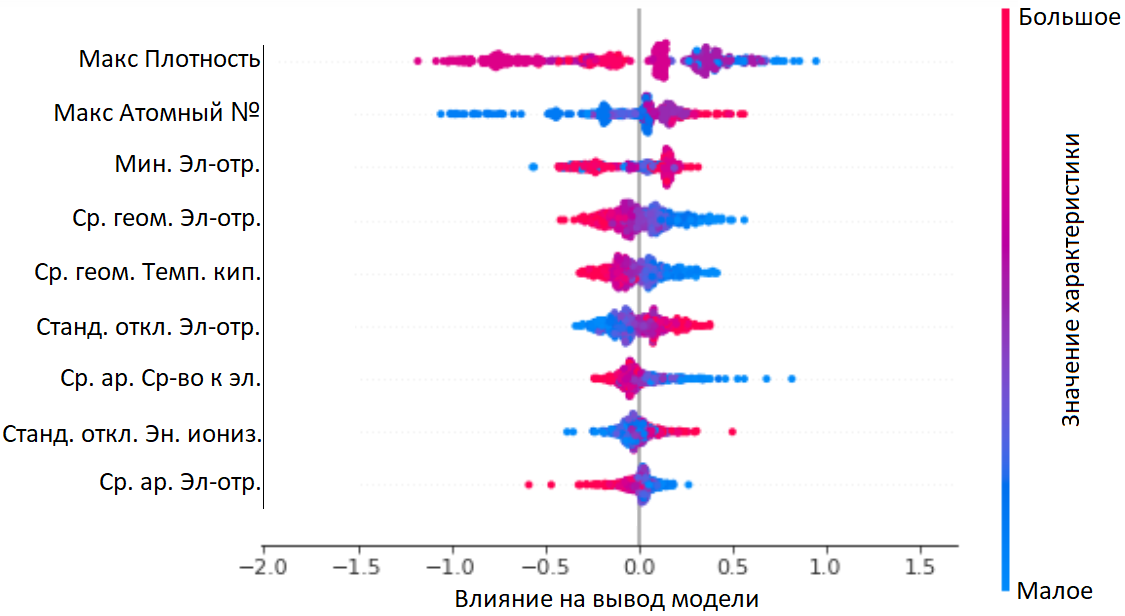 Большое
Макс Плотность
Макс Атомный №
Мин. Эл-отр.
Ср. геом. Эл-отр.
Ср. геом. Темп. кип.
Станд. откл. Эл-отр.
Ср. ар. Ср-во к эл.
Станд. откл. Эн. иониз.
Ср. ар. Эл-отр.
Значение характеристики
−2.0 −1.5 −1.0 −0.5 0.0 0.5 1.0 1.5
Малое
Влияние на вывод модели